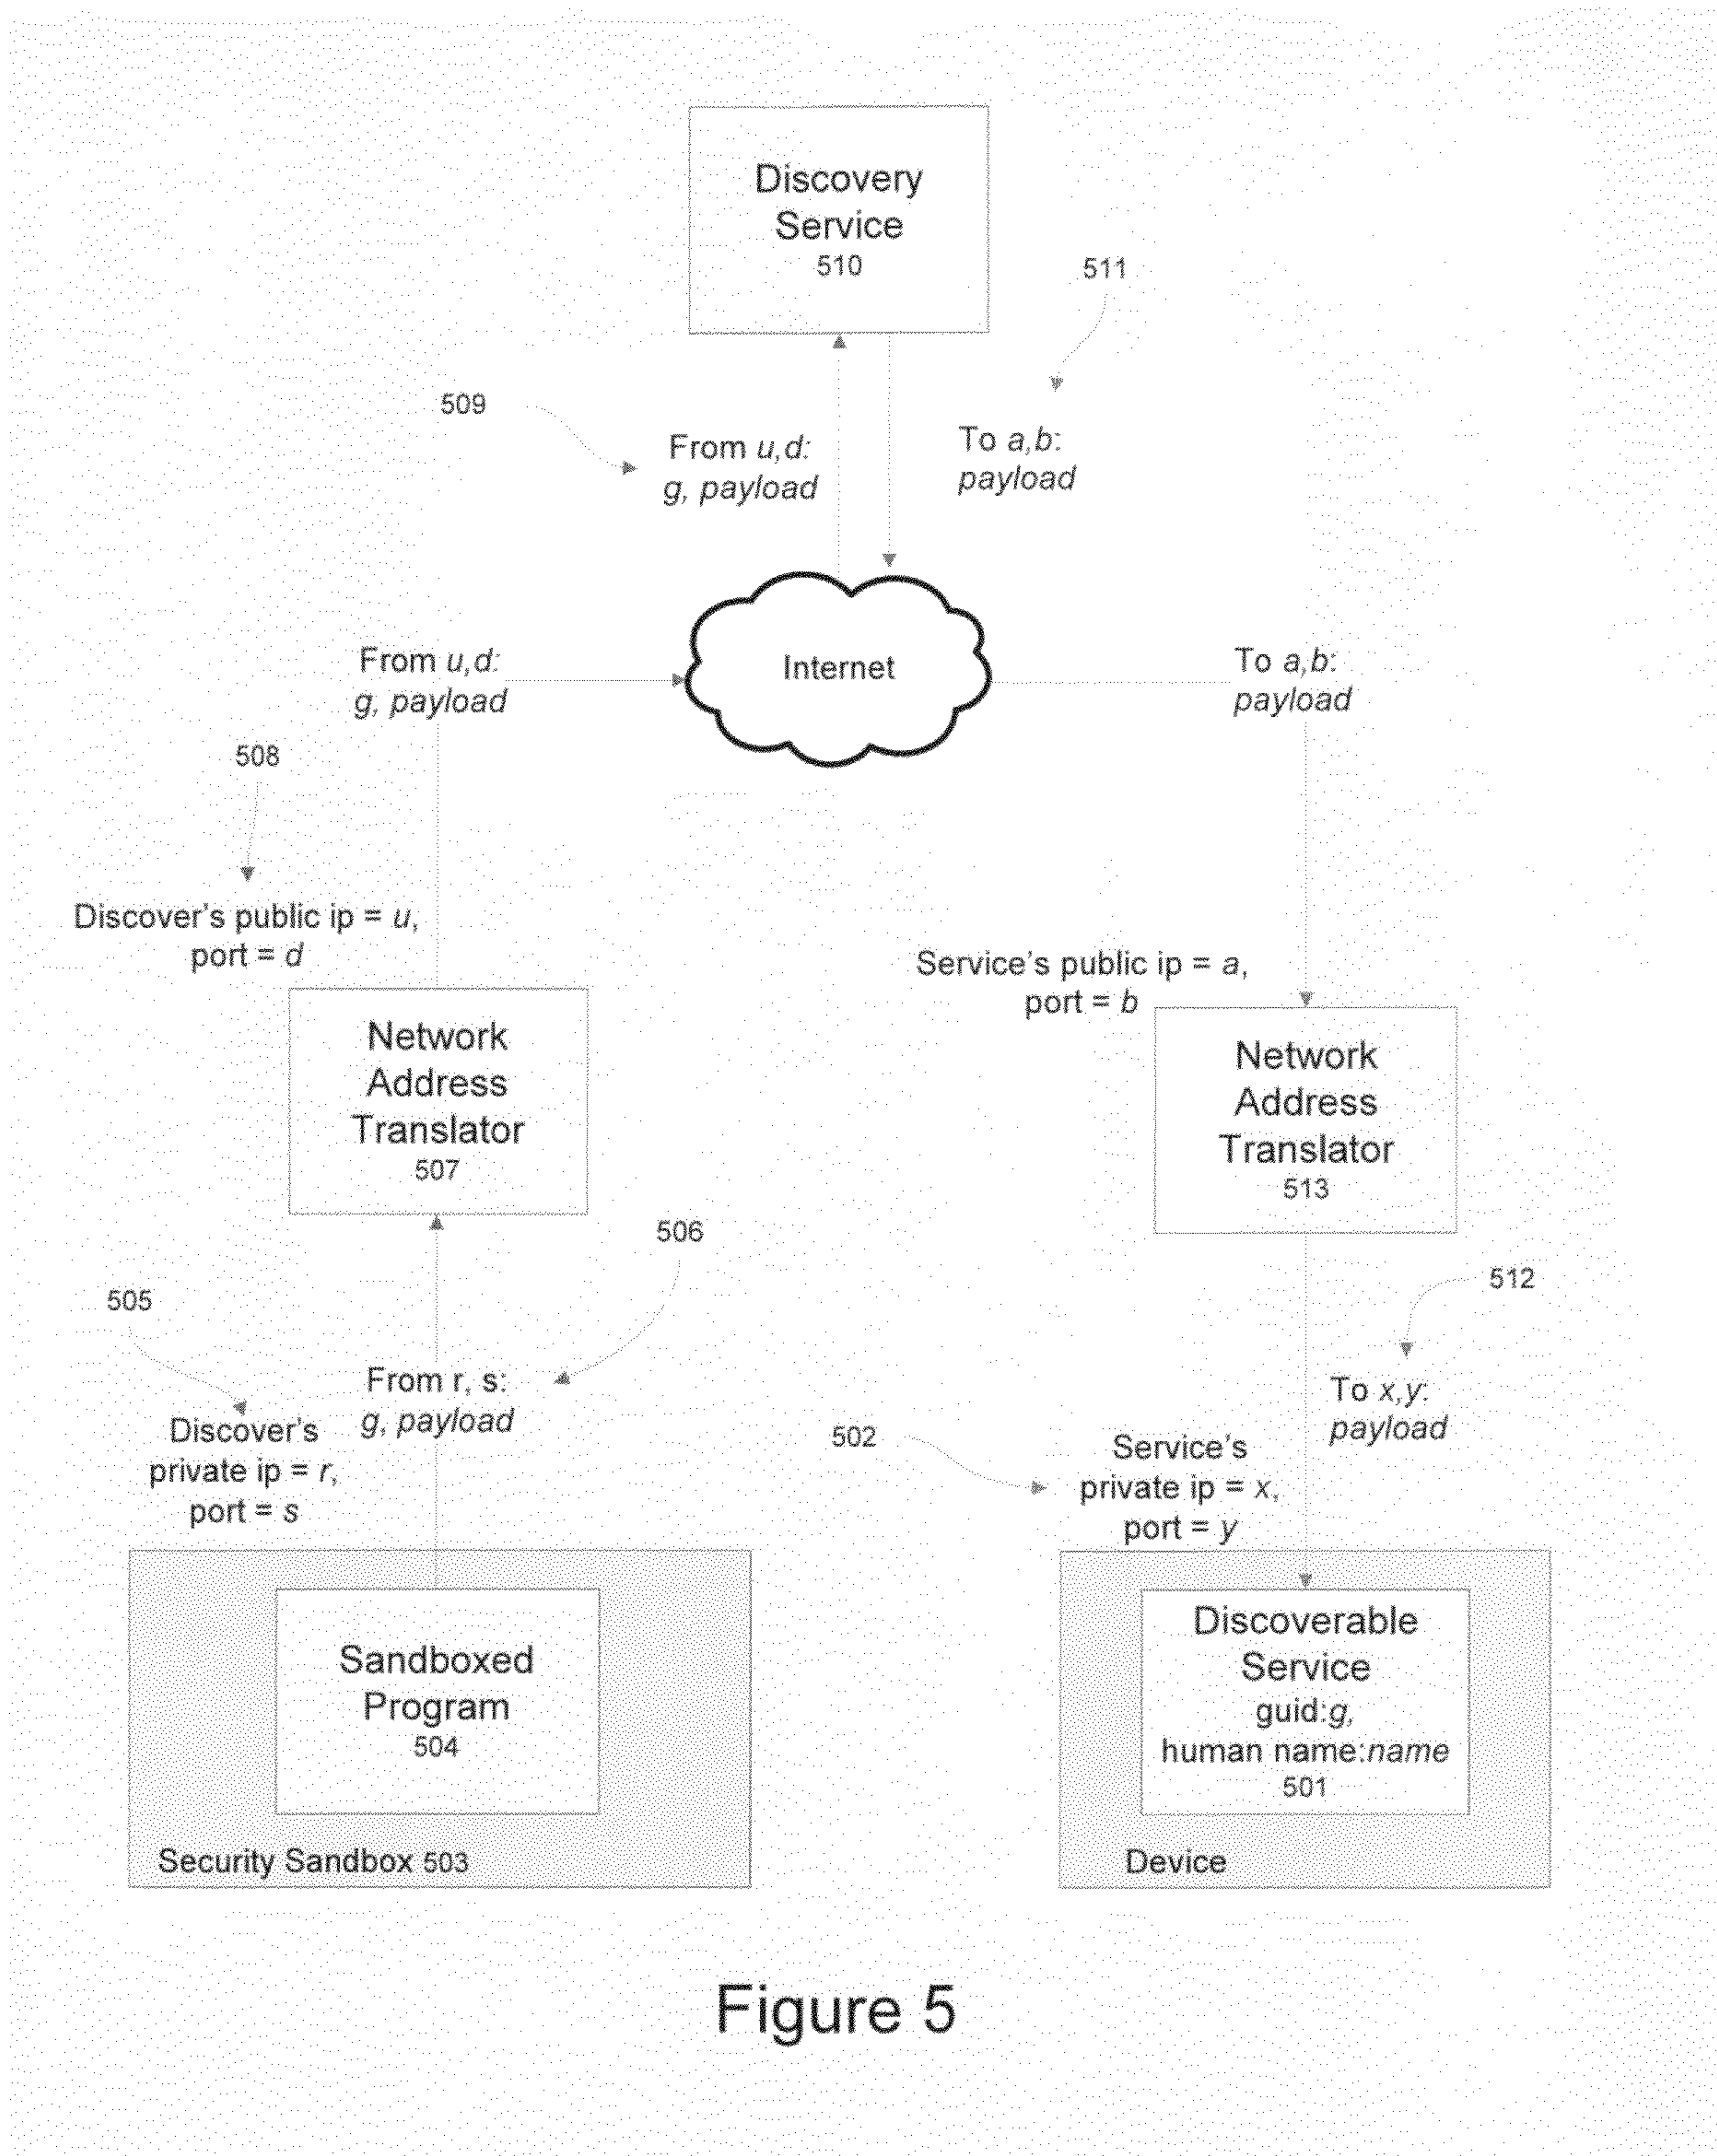 Discovery
Service
510
511
509
From u,d:
g, payload
To a,b:
payload
Internet
From u,d:
g, payload
To a,b:
payload
508
Discover's public ip = u,
port = d
Service's public ip = a,
port = b
Network
Address
Translator
507
Network
Address
Translator
513
506
505
512
From r, s:
g, payload
Discover's
private ip = r,
port = s
502
To x,y:
payload
Service's
private ip = x,
port = y
Sandboxed
Program
504
Security Sandbox 503
Discoverable
Service
guid:g,
human name:name
501
Device
Figure 5